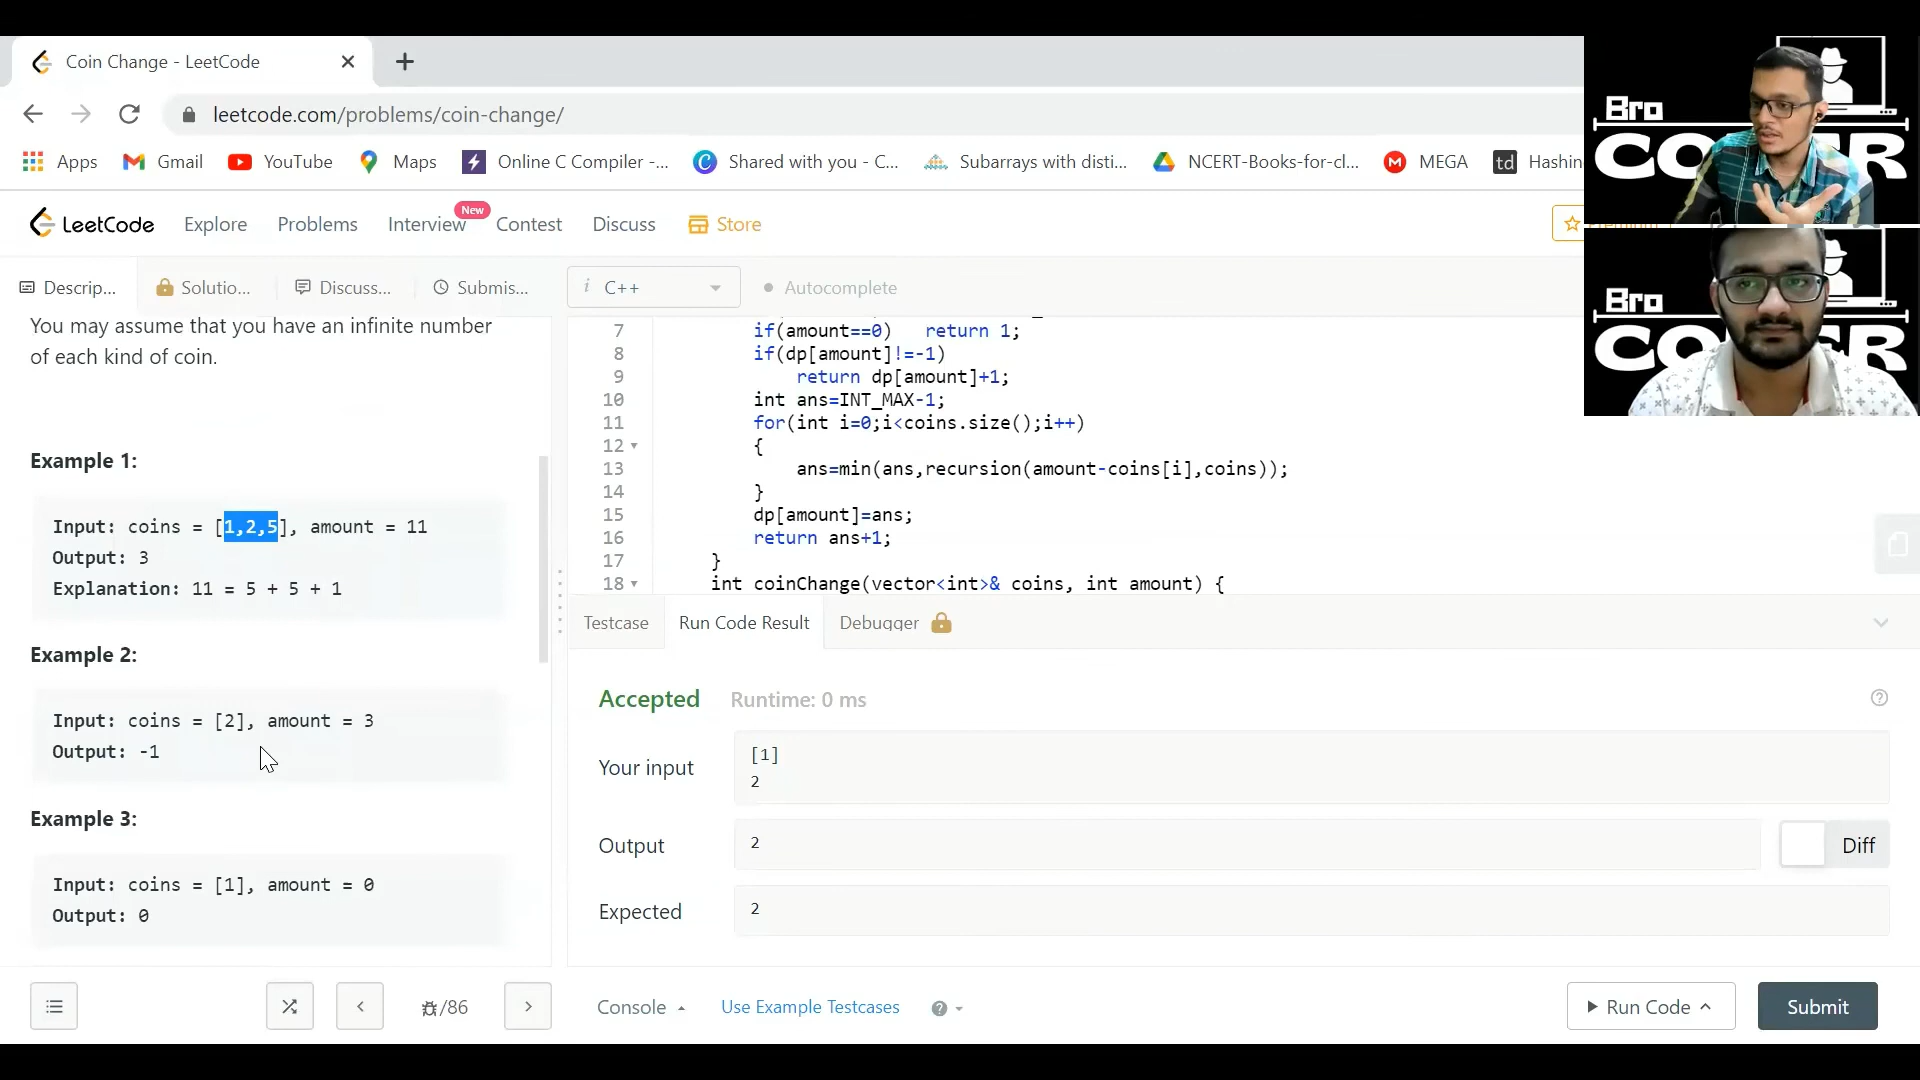 Coin Change - LeetCode
leetcode.com/problems/coin-change/
Apps Gmail YouTube Maps Online C Compiler -... Shared with you - C... Subarrays with disti... NCERT-Books-for-cl... MEGA td Hashin
LeetCode Explore Problems Interview New Contest Discuss Store
Descrip... Solutio... Discuss... Submis... i C++ Autocomplete
You may assume that you have an infinite number
of each kind of coin.
Example 1:
Input: coins = [1,2,5], amount = 11
Output: 3
Explanation: 11 = 5 + 5 + 1
Example 2:
Input: coins = [2], amount = 3
Output: -1
Example 3:
Input: coins = [1], amount = 0
Output: 0
/86
7 if(amount==0) return 1;
8 if(dp[amount]!=-1)
9 return dp[amount]+1;
10 int ans=INT_MAX-1;
11 for(int i=0;i<coins.size();i++)
12 {
13 ans=min(ans,recursion(amount-coins[i],coins));
14 }
15 dp[amount]=ans;
16 return ans+1;
17 }
18 int coinChange(vector<int>& coins, int amount) {
Testcase Run Code Result Debugger
Accepted Runtime: 0 ms
Your input
[1]
2
Output 2 Diff
Expected 2
Console Use Example Testcases Run Code Submit
Bro
Bro